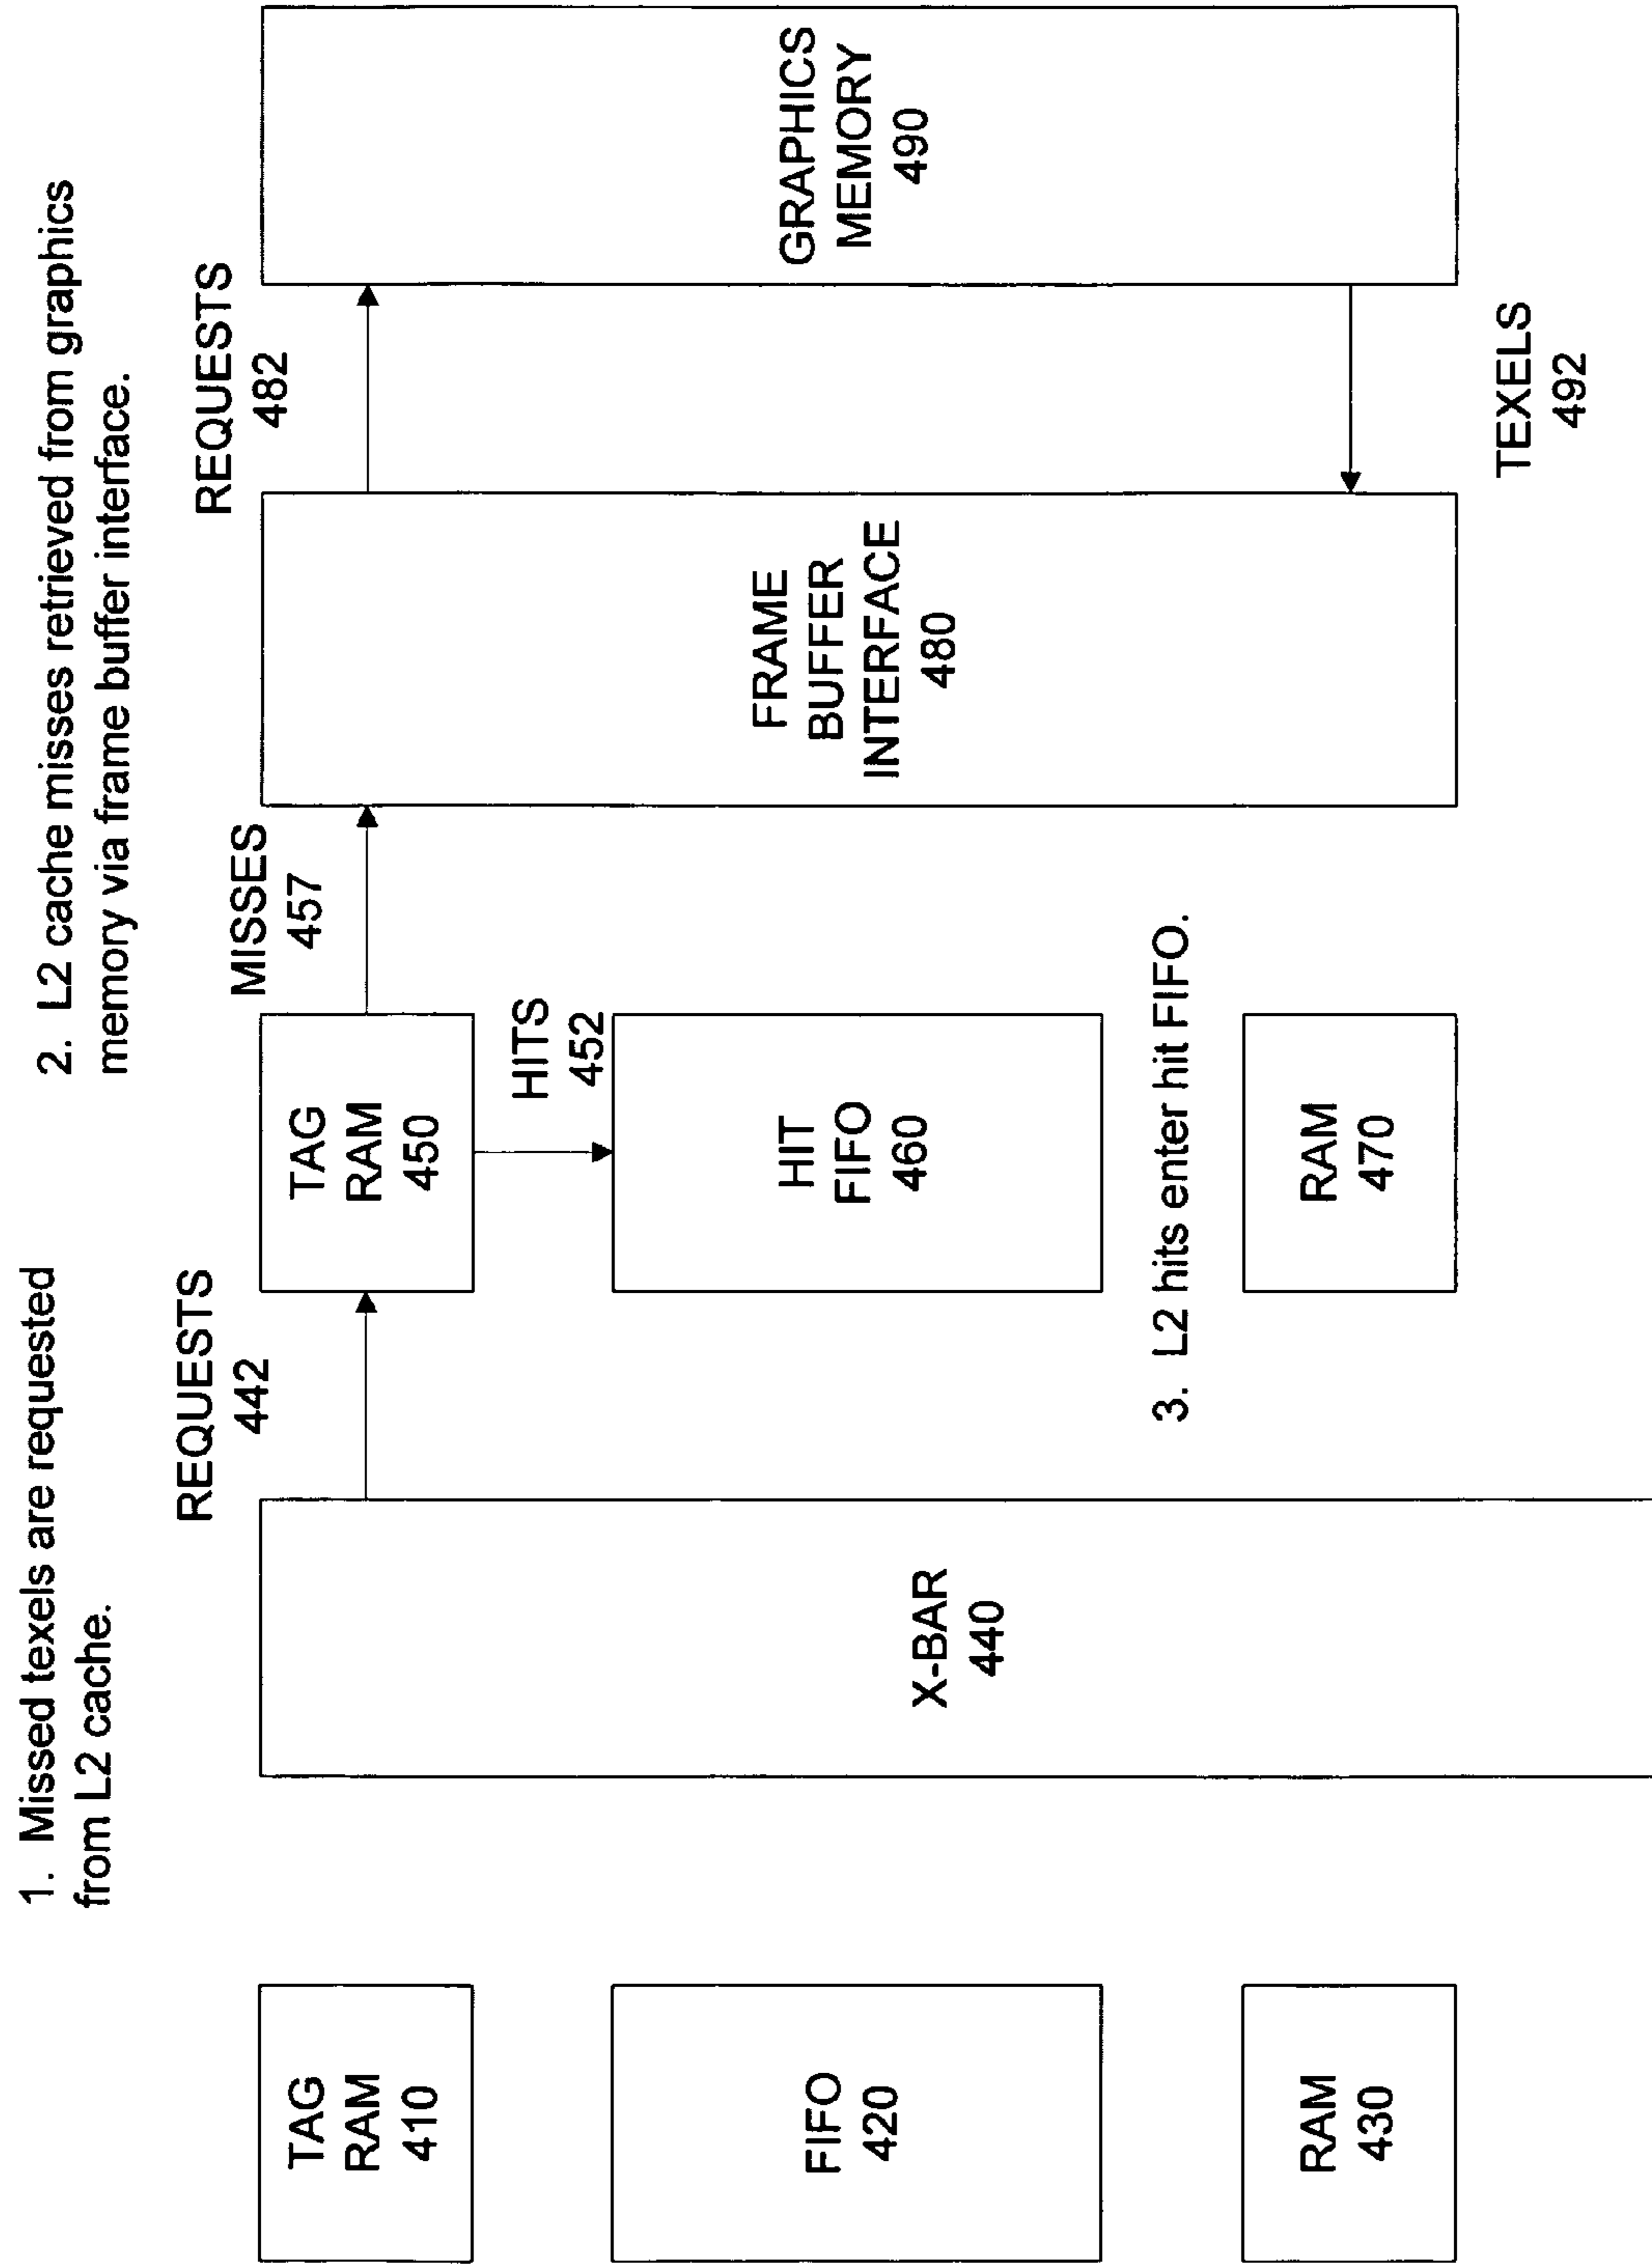 1. Missed texels are requested
from L2 cache.
2. L2 cache misses retrieved from graphics
memory via frame buffer interface.
REQUESTS
442
MISSES
457
REQUESTS
482
TAG
RAM
410
TAG
RAM
450
HITS
452
FIFO
420
X-BAR
440
HIT
FIFO
460
FRAME
BUFFER
INTERFACE
480
GRAPHICS
MEMORY
490
3. L2 hits enter hit FIFO.
RAM
430
RAM
470
TEXELS
492